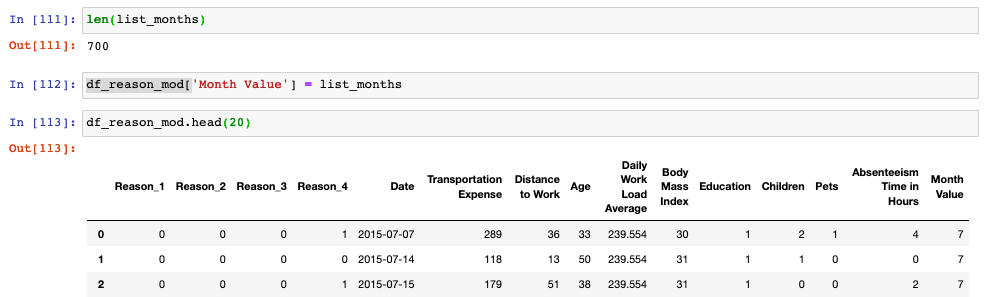 In [111]: len(list_months)
Out[111]: 700
In [112]: df_reason_mod['Month Value'] = list_months
In [113]: df_reason_mod.head(20)
Out[113]:
Reason_1 Reason_2 Reason_3 Reason_4 Date Transportation Expense Distance to Work Age Daily Work Load Average Body Mass Index Education Children Pets Absenteeism Time in Hours Month Value
0 0 0 0 1 2015-07-07 289 36 33 239.554 30 1 2 1 4 7
1 0 0 0 0 2015-07-14 118 13 50 239.554 31 1 1 0 0 7
2 0 0 0 1 2015-07-15 179 51 38 239.554 31 1 0 0 2 7